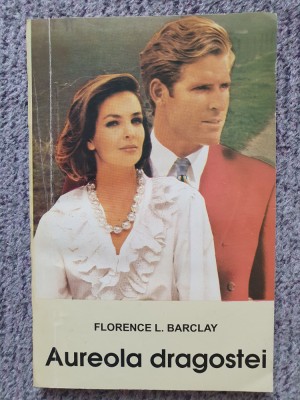 FLORENCE L. BARCLAY
Aureola dragostei